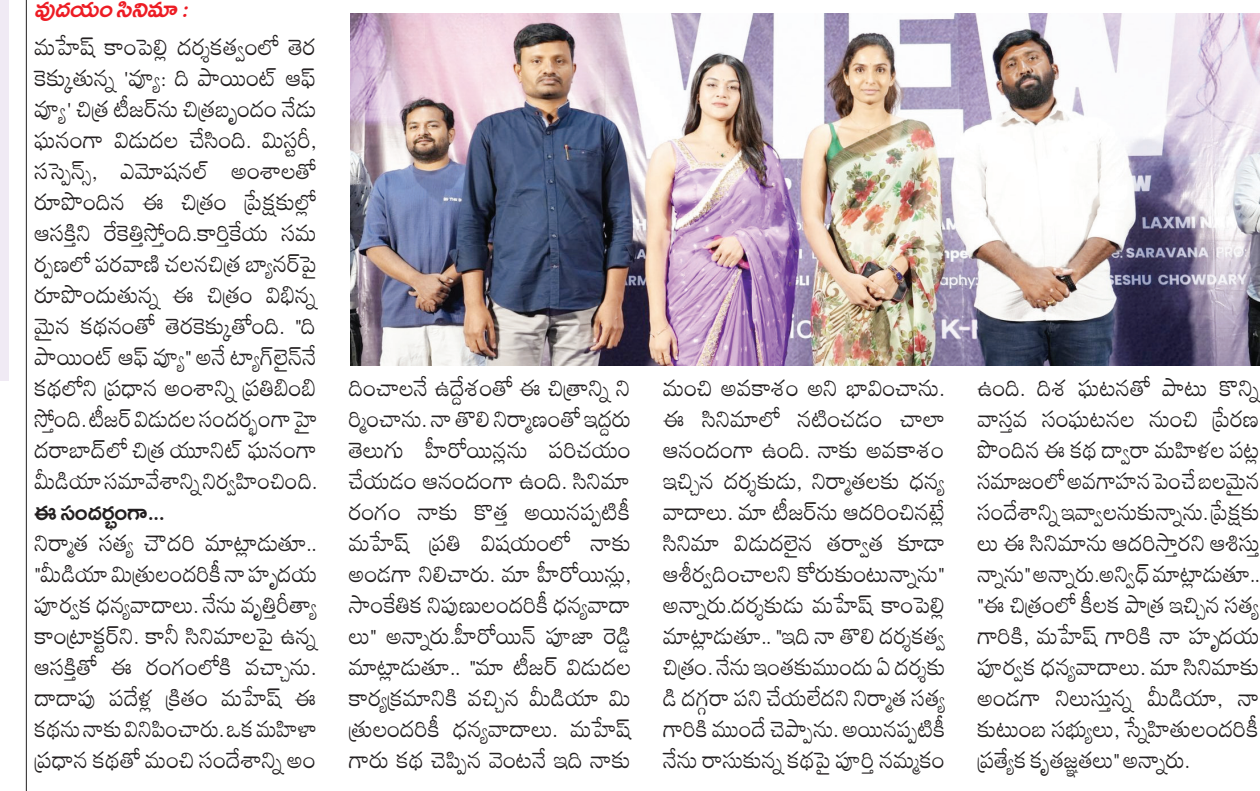 వుదయం సినిమా :
మహేష్ కాంపెల్లి దర్శకత్వంలో తెర
కెక్కుతున్న 'వ్యూ: ది పాయింట్ ఆఫ్
వ్యూ' చిత్ర టీజర్‌ను చిత్రబృందం నేడు
ఘనంగా విడుదల చేసింది. మిస్టరీ,
సస్పెన్స్, ఎమోషనల్ అంశాలతో
రూపొందిన ఈ చిత్రం ప్రేక్షకుల్లో
ఆసక్తిని రేకెత్తిస్తోంది.కార్తికేయ సమ
ర్పణలో పరవాణి చలనచిత్ర బ్యానర్‌పై
రూపొందుతున్న ఈ చిత్రం విభిన్న
మైన కథనంతో తెరకెక్కుతోంది. "ది
పాయింట్ ఆఫ్ వ్యూ" అనే ట్యాగ్‌లైన్‌నే
కథలోని ప్రధాన అంశాన్ని ప్రతిబింబి
స్తోంది. టీజర్ విడుదల సందర్భంగా హై
దరాబాద్‌లో చిత్ర యూనిట్ ఘనంగా
మీడియా సమావేశాన్ని నిర్వహించింది.
ఈ సందర్భంగా...
నిర్మాత సత్య చౌదరి మాట్లాడుతూ..
"మీడియా మిత్రులందరికీ నా హృదయ
పూర్వక ధన్యవాదాలు. నేను వృత్తిరీత్యా
కాంట్రాక్టర్‌ని. కానీ సినిమాలపై ఉన్న
ఆసక్తితో ఈ రంగంలోకి వచ్చాను.
దాదాపు పదేళ్ల క్రితం మహేష్ ఈ
కథను నాకు వినిపించారు. ఒక మహిళా
ప్రధాన కథతో మంచి సందేశాన్ని అం
దించాలనే ఉద్దేశంతో ఈ చిత్రాన్ని ని
ర్మించాను. నా తొలి నిర్మాణంతో ఇద్దరు
తెలుగు హీరోయిన్లను పరిచయం
చేయడం ఆనందంగా ఉంది. సినిమా
రంగం నాకు కొత్త అయినప్పటికీ
మహేష్ ప్రతి విషయంలో నాకు
అండగా నిలిచారు. మా హీరోయిన్లు,
సాంకేతిక నిపుణులందరికీ ధన్యవాదా
లు" అన్నారు.హీరోయిన్ పూజా రెడ్డి
మాట్లాడుతూ.. "మా టీజర్ విడుదల
కార్యక్రమానికి వచ్చిన మీడియా మి
త్రులందరికీ ధన్యవాదాలు. మహేష్
గారు కథ చెప్పిన వెంటనే ఇది నాకు
మంచి అవకాశం అని భావించాను.
ఈ సినిమాలో నటించడం చాలా
ఆనందంగా ఉంది. నాకు అవకాశం
ఇచ్చిన దర్శకుడు, నిర్మాతలకు ధన్య
వాదాలు. మా టీజర్‌ను ఆదరించినట్లే
సినిమా విడుదలైన తర్వాత కూడా
ఆశీర్వదించాలని కోరుకుంటున్నాను"
అన్నారు.దర్శకుడు మహేష్ కాంపెల్లి
మాట్లాడుతూ.. "ఇది నా తొలి దర్శకత్వ
చిత్రం. నేను ఇంతకుముందు ఏ దర్శకు
డి దగ్గరా పని చేయలేదని నిర్మాత సత్య
గారికి ముందే చెప్పాను. అయినప్పటికీ
నేను రాసుకున్న కథపై పూర్తి నమ్మకం
ఉంది. దిశ ఘటనతో పాటు కొన్ని
వాస్తవ సంఘటనల నుంచి ప్రేరణ
పొందిన ఈ కథ ద్వారా మహిళల పట్ల
సమాజంలో అవగాహన పెంచే బలమైన
సందేశాన్ని ఇవ్వాలనుకున్నాను. ప్రేక్షకు
లు ఈ సినిమాను ఆదరిస్తారని ఆశిస్తు
న్నాను" అన్నారు.అన్విధ్ మాట్లాడుతూ..
"ఈ చిత్రంలో కీలక పాత్ర ఇచ్చిన సత్య
గారికి, మహేష్ గారికి నా హృదయ
పూర్వక ధన్యవాదాలు. మా సినిమాకు
అండగా నిలుస్తున్న మీడియా, నా
కుటుంబ సభ్యులు, స్నేహితులందరికీ
ప్రత్యేక కృతజ్ఞతలు" అన్నారు.
VIEW
LAXMI
SARAVANA
SESHU CHOWDARY